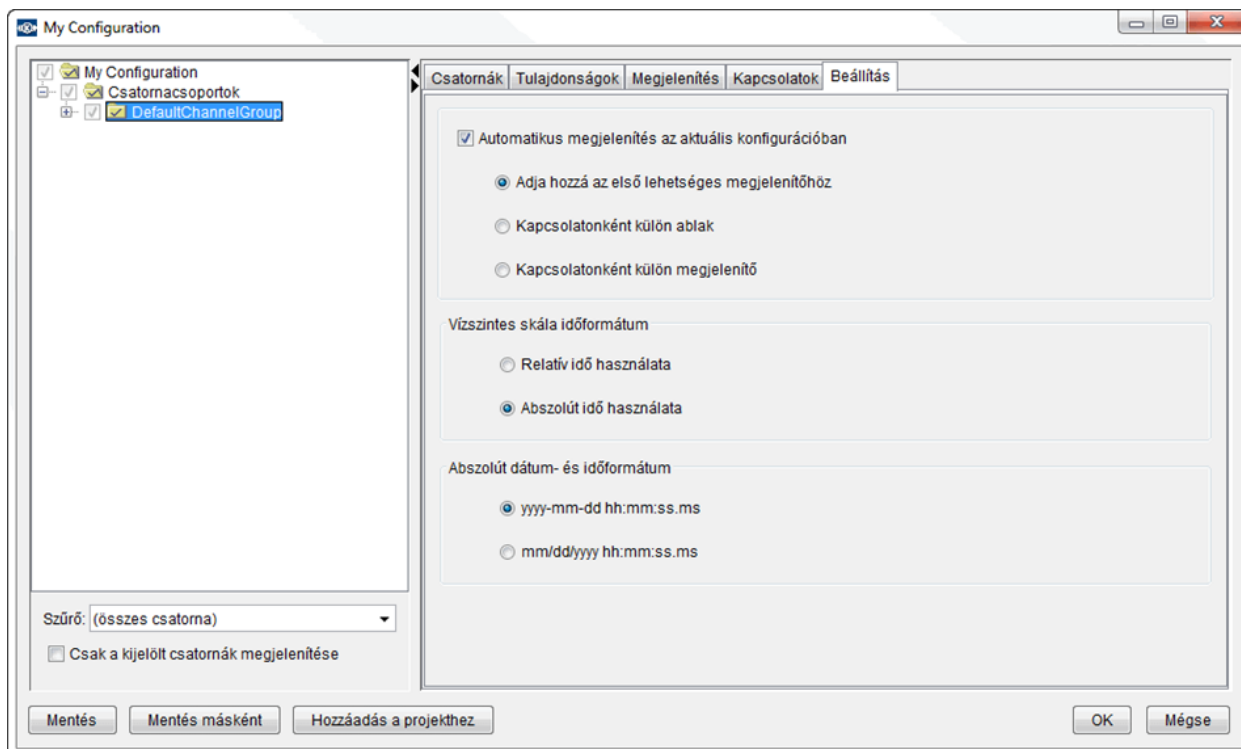 My Configuration
My Configuration
Csatornacsoportok
DefaultChannelGroup
Szűrő: (összes csatorna)
Csak a kijelölt csatornák megjelenítése
Csatornák Tulajdonságok Megjelenítés Kapcsolatok Beállítás
Automatikus megjelenítés az aktuális konfigurációban
Adja hozzá az első lehetséges megjelenítőhöz
Kapcsolatonként külön ablak
Kapcsolatonként külön megjelenítő
Vízszintes skála időformátum
Relatív idő használata
Abszolút idő használata
Abszolút dátum- és időformátum
yyyy-mm-dd hh:mm:ss.ms
mm/dd/yyyy hh:mm:ss.ms
Mentés Mentés másként Hozzáadás a projekthez OK Mégse